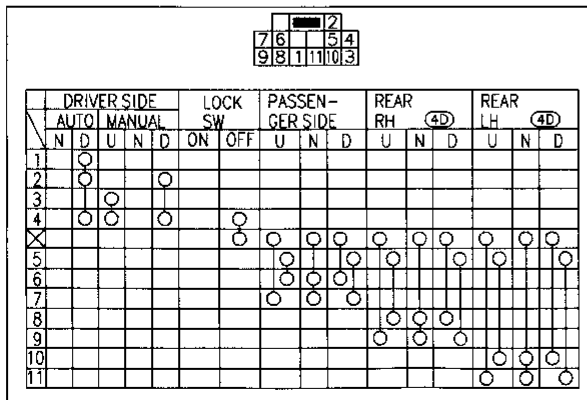 2
7 6 5 4
9 8 1 11 10 3
DRIVER SIDE LOCK PASSEN- REAR REAR
AUTO MANUAL SW GER SIDE RH 4D LH 4D
N D U N D ON OFF U N D U N D U N D
1
2
3
4
X
5
6
7
8
9
10
11